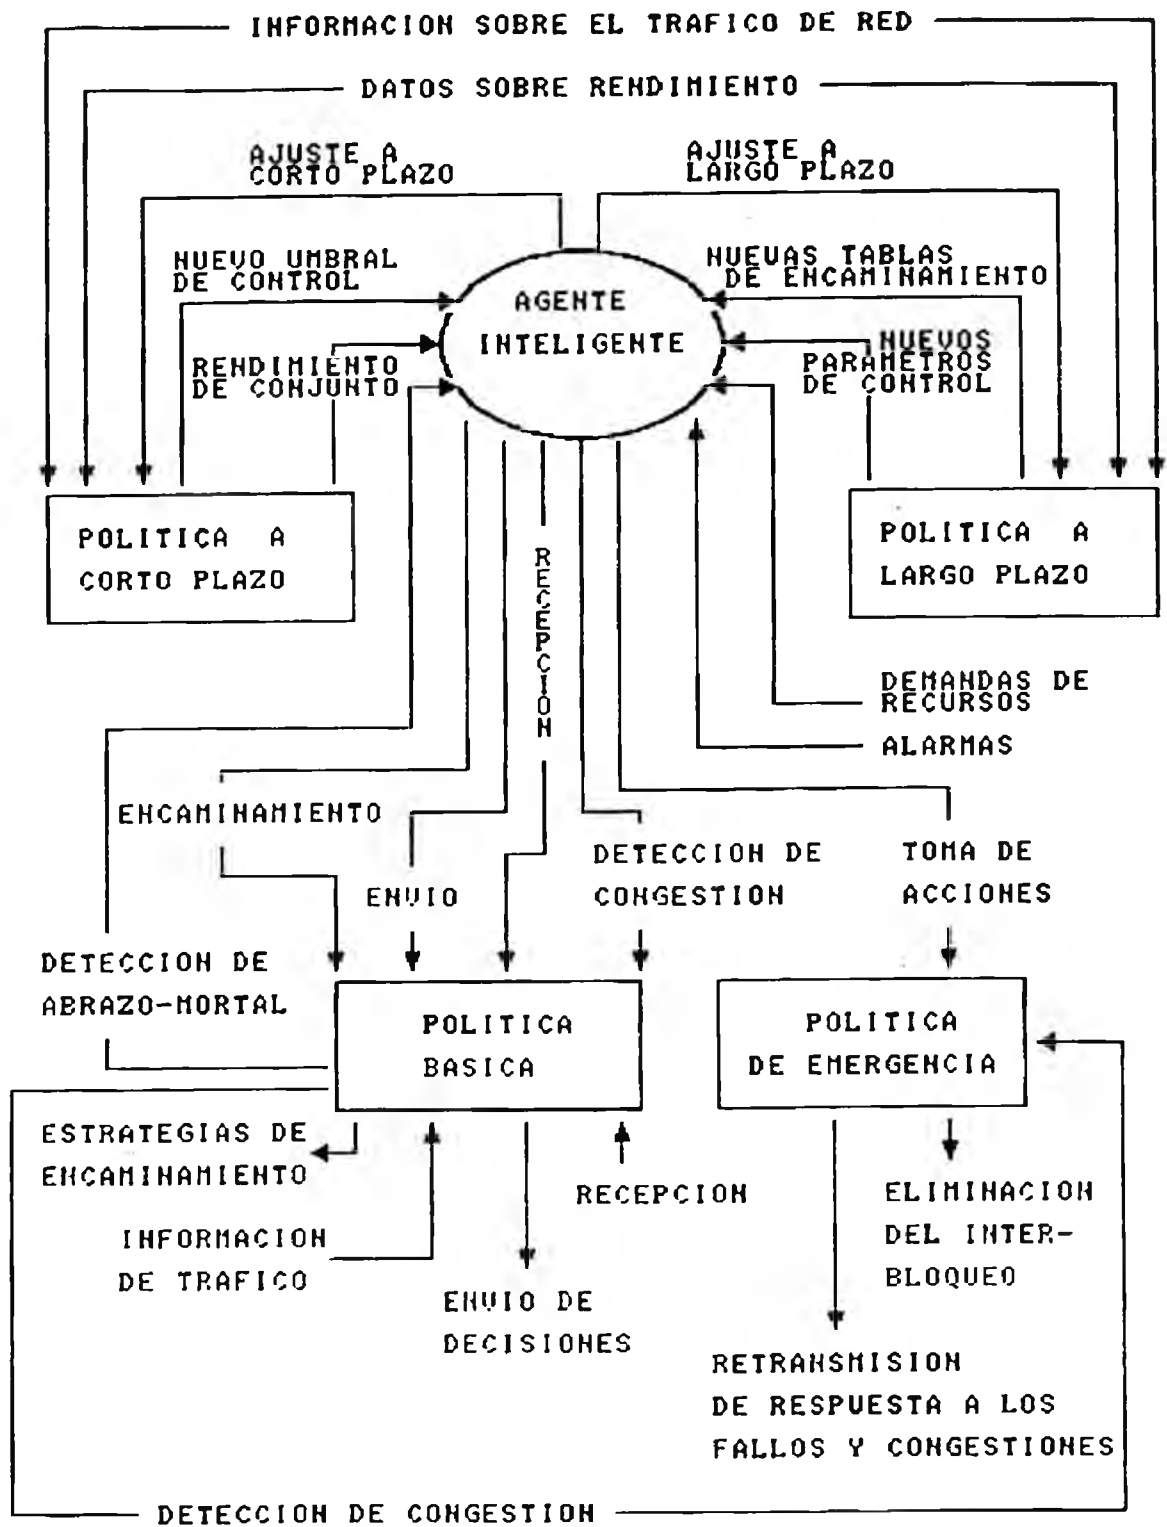 INFORMACION SOBRE EL TRAFICO DE RED
DATOS SOBRE RENDIMIENTO
AJUSTE A
CORTO PLAZO
AJUSTE A
LARGO PLAZO
NUEVO UMBRAL
DE CONTROL
NUEVAS TABLAS
DE ENCAMINAMIENTO
AGENTE
INTELIGENTE
RENDIMIENTO
DE CONJUNTO
NUEVOS
PARAMETROS
DE CONTROL
POLITICA A
CORTO PLAZO
POLITICA A
LARGO PLAZO
RECEPCION
DEMANDAS DE
RECURSOS
ALARMAS
ENCAMINAMIENTO
ENVIO
DETECCION DE
CONGESTION
TOMA DE
ACCIONES
DETECCION DE
ABRAZO-MORTAL
POLITICA
BASICA
POLITICA
DE EMERGENCIA
ESTRATEGIAS DE
ENCAMINAMIENTO
RECEPCION
ELIMINACION
DEL INTER-
BLOQUEO
INFORMACION
DE TRAFICO
ENVIO DE
DECISIONES
RETRANSMISION
DE RESPUESTA A LOS
FALLOS Y CONGESTIONES
DETECCION DE CONGESTION